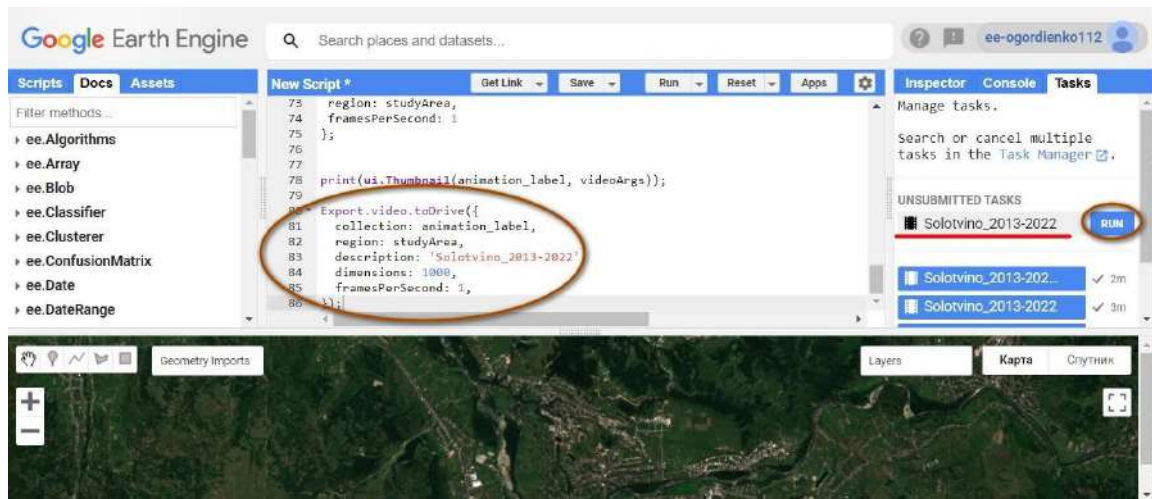 Google Earth Engine
Search places and datasets...
ee-ogordienko112
Scripts Docs Assets
New Script *
Get Link Save Run Reset Apps
Inspector Console Tasks
Filter methods...
ee.Algorithms
ee.Array
ee.Blob
ee.Classifier
ee.Clusterer
ee.ConfusionMatrix
ee.Date
ee.DateRange
73 region: studyArea,
74 framesPerSecond: 1
75 };
76
77
78 print(ui.Thumbnail(animation_label, videoArgs));
79
80 Export.video.toDrive({
81 collection: animation_label,
82 region: studyArea,
83 description: 'Solotvino_2013-2022'
84 dimensions: 1000,
85 framesPerSecond: 1,
86 });
Manage tasks.
Search or cancel multiple
tasks in the Task Manager.
UNSUBMITTED TASKS
Solotvino_2013-2022 RUN
Solotvino_2013-202... 2m
Solotvino_2013-2022 3m
Geometry Imports
Layers
Карта Спутник